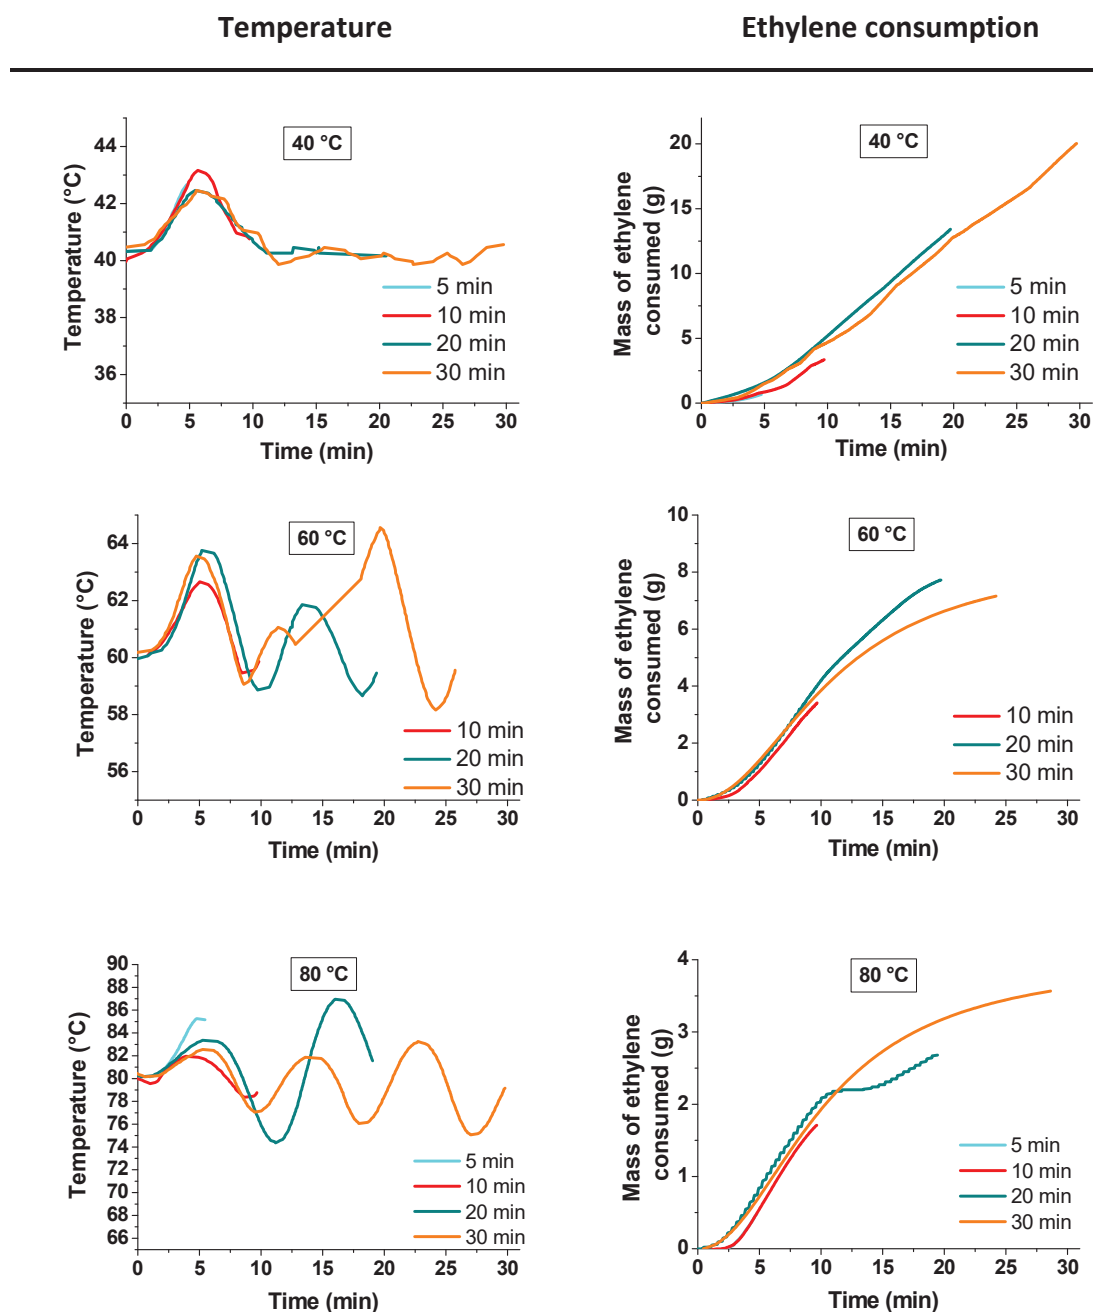 Temperature
Ethylene consumption
40 °C
44
42
40
38
36
Temperature (°C)
5 min
10 min
20 min
30 min
0 5 10 15 20 25 30
Time (min)
40 °C
20
15
10
5
0
Mass of ethylene
consumed (g)
5 min
10 min
20 min
30 min
0 5 10 15 20 25 30
Time (min)
60 °C
64
62
60
58
56
Temperature (°C)
10 min
20 min
30 min
0 5 10 15 20 25 30
Time (min)
60 °C
10
8
6
4
2
0
Mass of ethylene
consumed (g)
10 min
20 min
30 min
0 5 10 15 20 25 30
Time (min)
80 °C
90
88
86
84
82
80
78
76
74
72
70
68
66
Temperature (°C)
5 min
10 min
20 min
30 min
0 5 10 15 20 25 30
Time (min)
80 °C
4
3
2
1
0
Mass of ethylene
consumed (g)
5 min
10 min
20 min
30 min
0 5 10 15 20 25 30
Time (min)